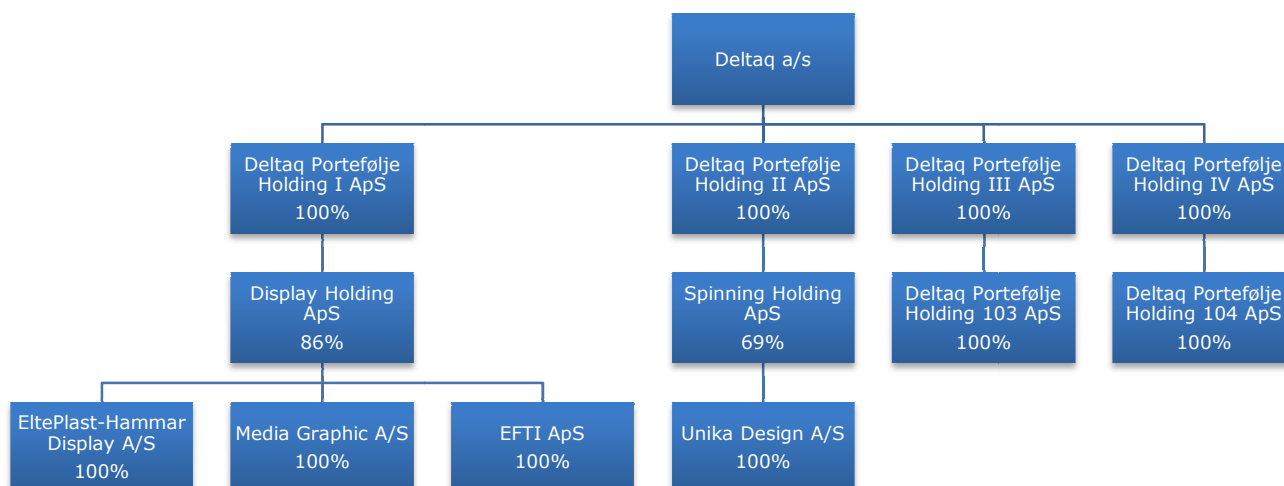 Deltaq a/s
Deltaq Portefølje
Holding I ApS
100%
Deltaq Portefølje
Holding II ApS
100%
Deltaq Portefølje
Holding III ApS
100%
Deltaq Portefølje
Holding IV ApS
100%
Display Holding
ApS
86%
Spinning Holding
ApS
69%
Deltaq Portefølje
Holding 103 ApS
100%
Deltaq Portefølje
Holding 104 ApS
100%
EltePlast-Hammar
Display A/S
100%
Media Graphic A/S
100%
EFTI ApS
100%
Unika Design A/S
100%